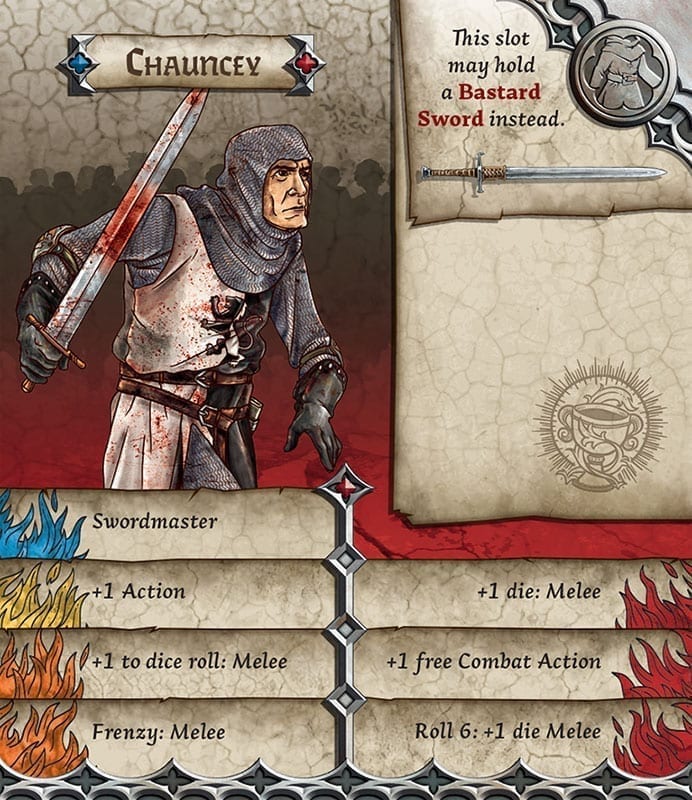 Chauncey
This slot
may hold
a Bastard
Sword instead.
Swordmaster
+1 Action
+1 die: Melee
+1 to dice roll: Melee
+1 free Combat Action
Frenzy: Melee
Roll 6: +1 die Melee